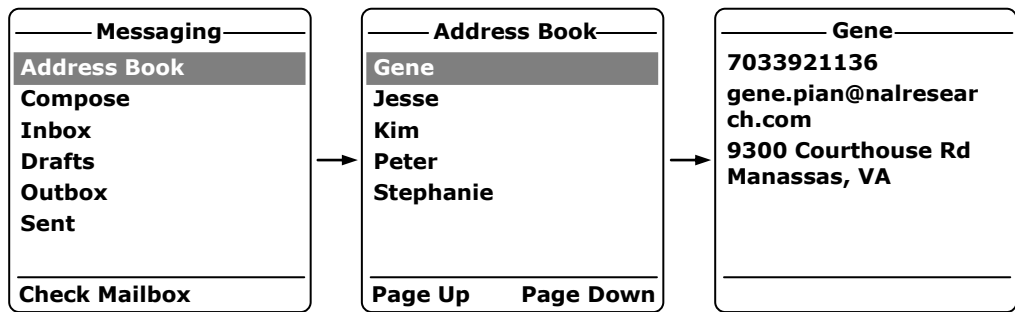 Messaging
Address Book
Compose
Inbox
Drafts
Outbox
Sent
Check Mailbox
Address Book
Gene
Jesse
Kim
Peter
Stephanie
Page Up Page Down
Gene
7033921136
gene.pian@nalresear
ch.com
9300 Courthouse Rd
Manassas, VA